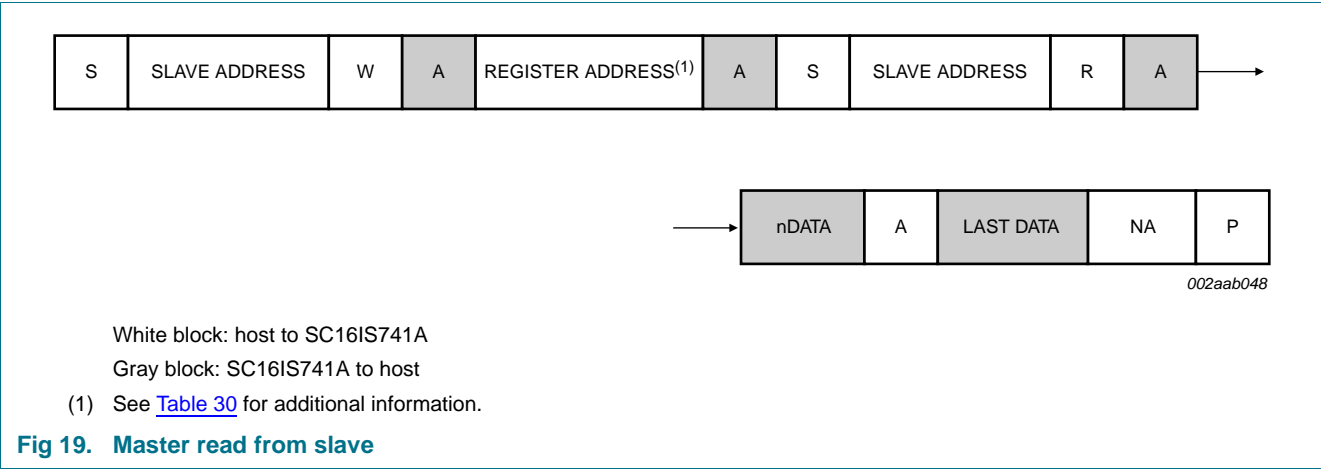 S SLAVE ADDRESS W A REGISTER ADDRESS(1) A S SLAVE ADDRESS R A
nDATA A LAST DATA NA P
002aab048
White block: host to SC16IS741A
Gray block: SC16IS741A to host
(1) See Table 30 for additional information.
Fig 19. Master read from slave